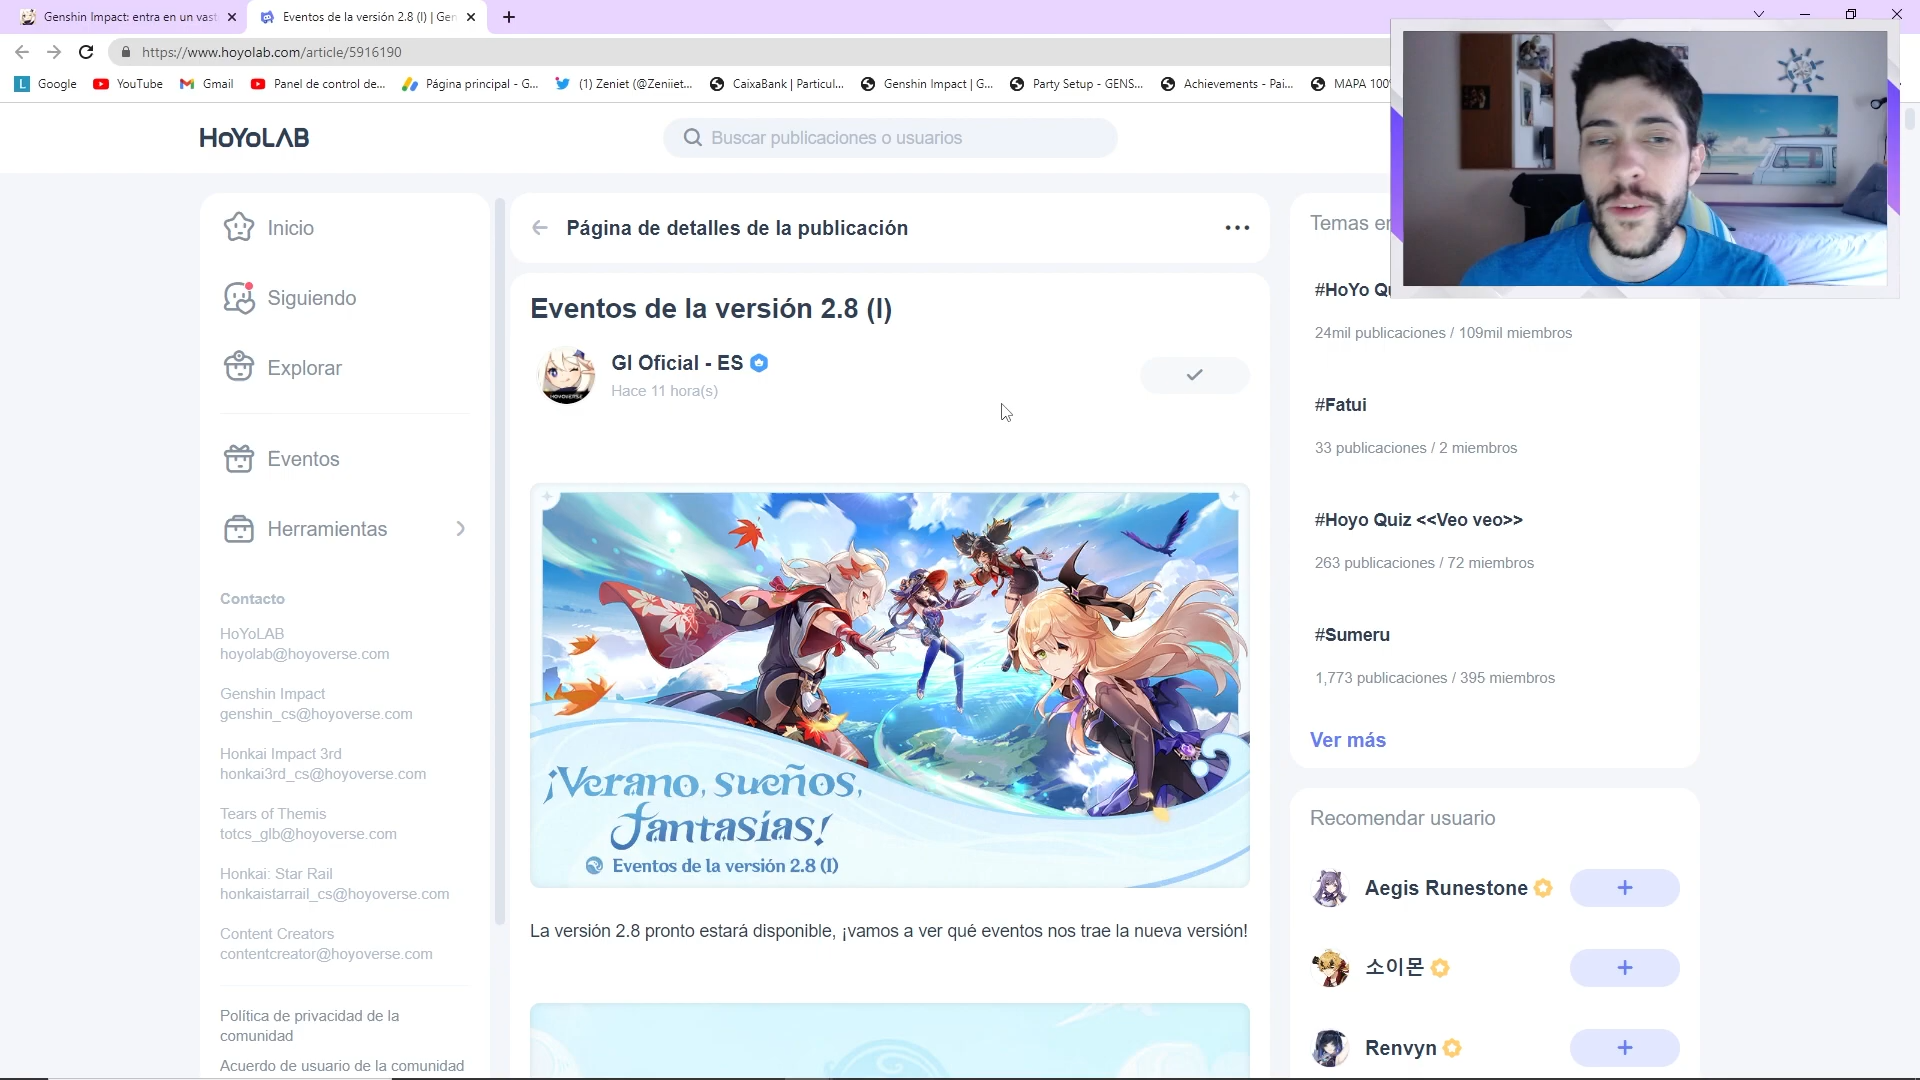 Genshin Impact: entra en un vast
Eventos de la versión 2.8 (I) | Gen
https://www.hoyolab.com/article/5916190
L Google
YouTube
Gmail
Panel de control de...
Página principal - G...
(1) Zeniet (@Zeniiet...
CaixaBank | Particul...
Genshin Impact | G...
Party Setup - GENS...
Achievements - Pai...
MAPA 100%
HoYoLAB
Buscar publicaciones o usuarios
Inicio
Siguiendo
Explorar
Eventos
Herramientas
Contacto
HoYoLAB
hoyolab@hoyoverse.com
Genshin Impact
genshin_cs@hoyoverse.com
Honkai Impact 3rd
honkai3rd_cs@hoyoverse.com
Tears of Themis
totcs_glb@hoyoverse.com
Honkai: Star Rail
honkaistarrail_cs@hoyoverse.com
Content Creators
contentcreator@hoyoverse.com
Política de privacidad de la
comunidad
Acuerdo de usuario de la comunidad
Página de detalles de la publicación
Eventos de la versión 2.8 (I)
GI Oficial - ES
Hace 11 hora(s)
HOYOVERSE
¡Verano, sueños,
fantasías!
Eventos de la versión 2.8 (I)
La versión 2.8 pronto estará disponible, ¡vamos a ver qué eventos nos trae la nueva versión!
Temas
#HoYo
24mil publicaciones / 109mil miembros
#Fatui
33 publicaciones / 2 miembros
#Hoyo Quiz <<Veo veo>>
263 publicaciones / 72 miembros
#Sumeru
1,773 publicaciones / 395 miembros
Ver más
Recomendar usuario
Aegis Runestone
소이몬
Renvyn